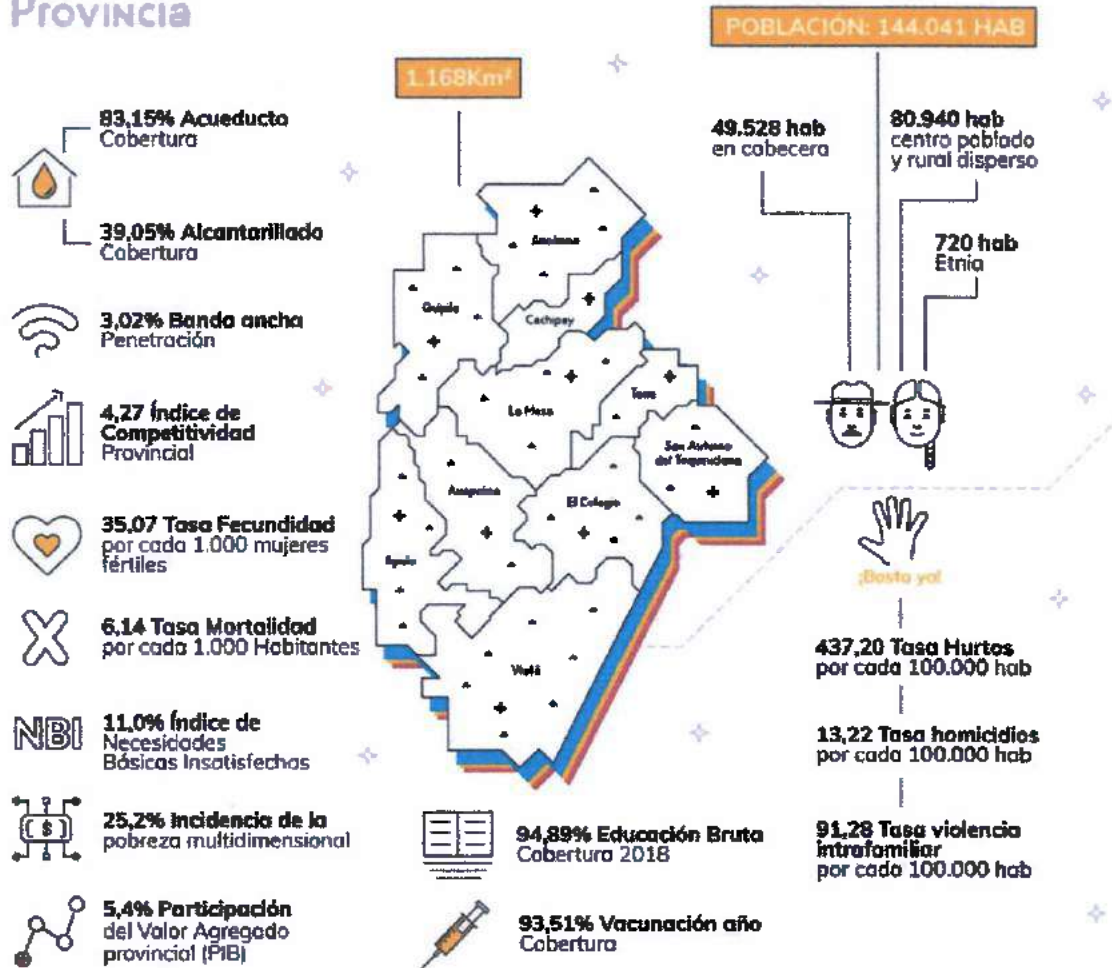 Provincia
POBLACIÓN: 144.041 HAB
1.168Km²
83,15% Acueducto
Cobertura
39,05% Alcantarillado
Cobertura
3,02% Banda ancha
Penetración
4,27 Índice de
Competitividad
Provincial
35,07 Tasa Fecundidad
por cada 1.000 mujeres
fértiles
6,14 Tasa Mortalidad
por cada 1.000 Habitantes
NBI
11,0% Índice de
Necesidades
Básicas Insatisfechas
$
25,2% Incidencia de la
pobreza multidimensional
5,4% Participación
del Valor Agregado
provincial (PIB)
Anolaima
Quipile
Cachipay
La Mesa
Tena
San Antonio
del Tequendama
Anapoima
El Colegio
Apulo
Viotá
94,89% Educación Bruta
Cobertura 2018
93,51% Vacunación año
Cobertura
49.528 hab
en cabecera
80.940 hab
centro poblado
y rural disperso
720 hab
Etnia
¡Basta ya!
437,20 Tasa Hurtos
por cada 100.000 hab
13,22 Tasa homicidios
por cada 100.000 hab
91,28 Tasa violencia
intrafamiliar
por cada 100.000 hab